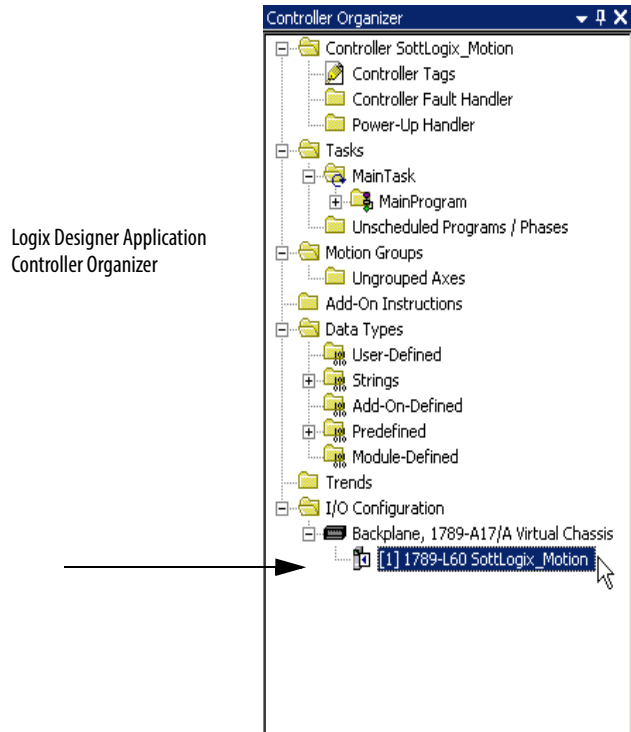 Controller Organizer
Controller SottLogix_Motion
Controller Tags
Controller Fault Handler
Power-Up Handler
Tasks
MainTask
MainProgram
Unscheduled Programs / Phases
Logix Designer Application
Controller Organizer
Motion Groups
Ungrouped Axes
Add-On Instructions
Data Types
User-Defined
Strings
Add-On-Defined
Predefined
Module-Defined
Trends
I/O Configuration
Backplane, 1789-A17/A Virtual Chassis
[1] 1789-L60 SottLogix_Motion